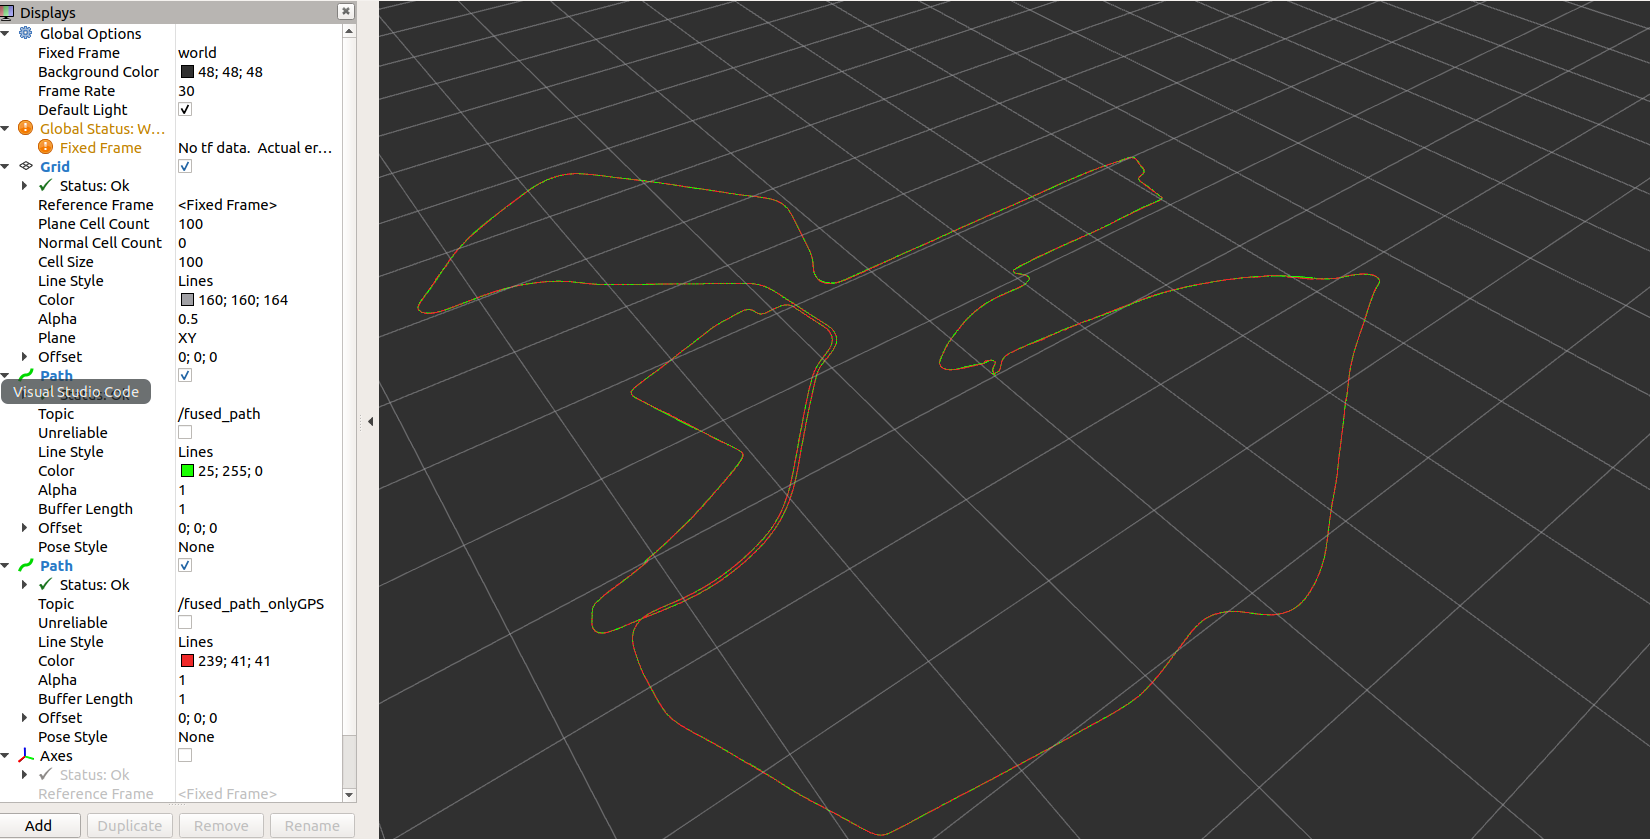 Displays
Global Options
Fixed Frame world
Background Color 48; 48; 48
Frame Rate 30
Default Light
Global Status: W...
Fixed Frame No tf data. Actual er...
Grid
Status: Ok
Reference Frame <Fixed Frame>
Plane Cell Count 100
Normal Cell Count 0
Cell Size 100
Line Style Lines
Color 160; 160; 164
Alpha 0.5
Plane XY
Offset 0; 0; 0
Path
Visual Studio Code
Topic /fused_path
Unreliable
Line Style Lines
Color 25; 255; 0
Alpha 1
Buffer Length 1
Offset 0; 0; 0
Pose Style None
Path
Status: Ok
Topic /fused_path_onlyGPS
Unreliable
Line Style Lines
Color 239; 41; 41
Alpha 1
Buffer Length 1
Offset 0; 0; 0
Pose Style None
Axes
Status: Ok
Reference Frame <Fixed Frame>
Add Duplicate Remove Rename